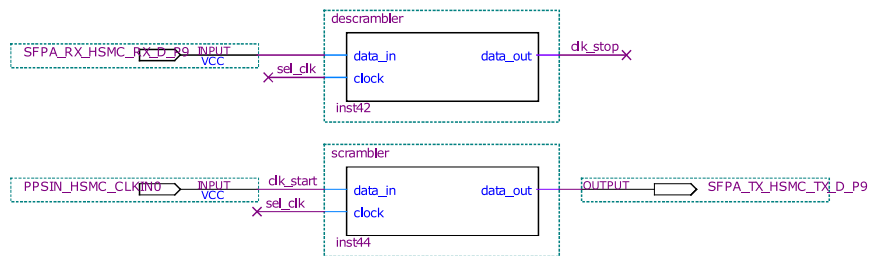 descrambler
SFPA_RX_HSMC_RX_D_P9 INPUT
VCC
sel_clk
data_in
clock
data_out
clk_stop
inst42
scrambler
PPSIN_HSMC_CLKIN0 INPUT
VCC
clk_start
sel_clk
data_in
clock
data_out
OUTPUT
SFPA_TX_HSMC_TX_D_P9
inst44